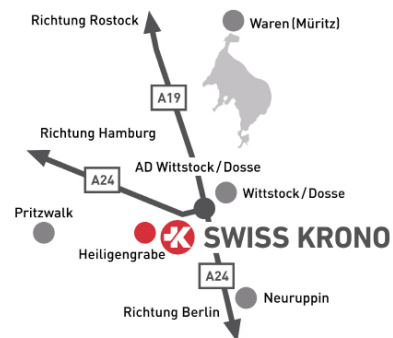 Richtung Rostock
Waren (Müritz)
A19
Richtung Hamburg
AD Wittstock/Dosse
A24
Wittstock/Dosse
Pritzwalk
SWISS KRONO
Heiligengrabe
A24
Neuruppin
Richtung Berlin